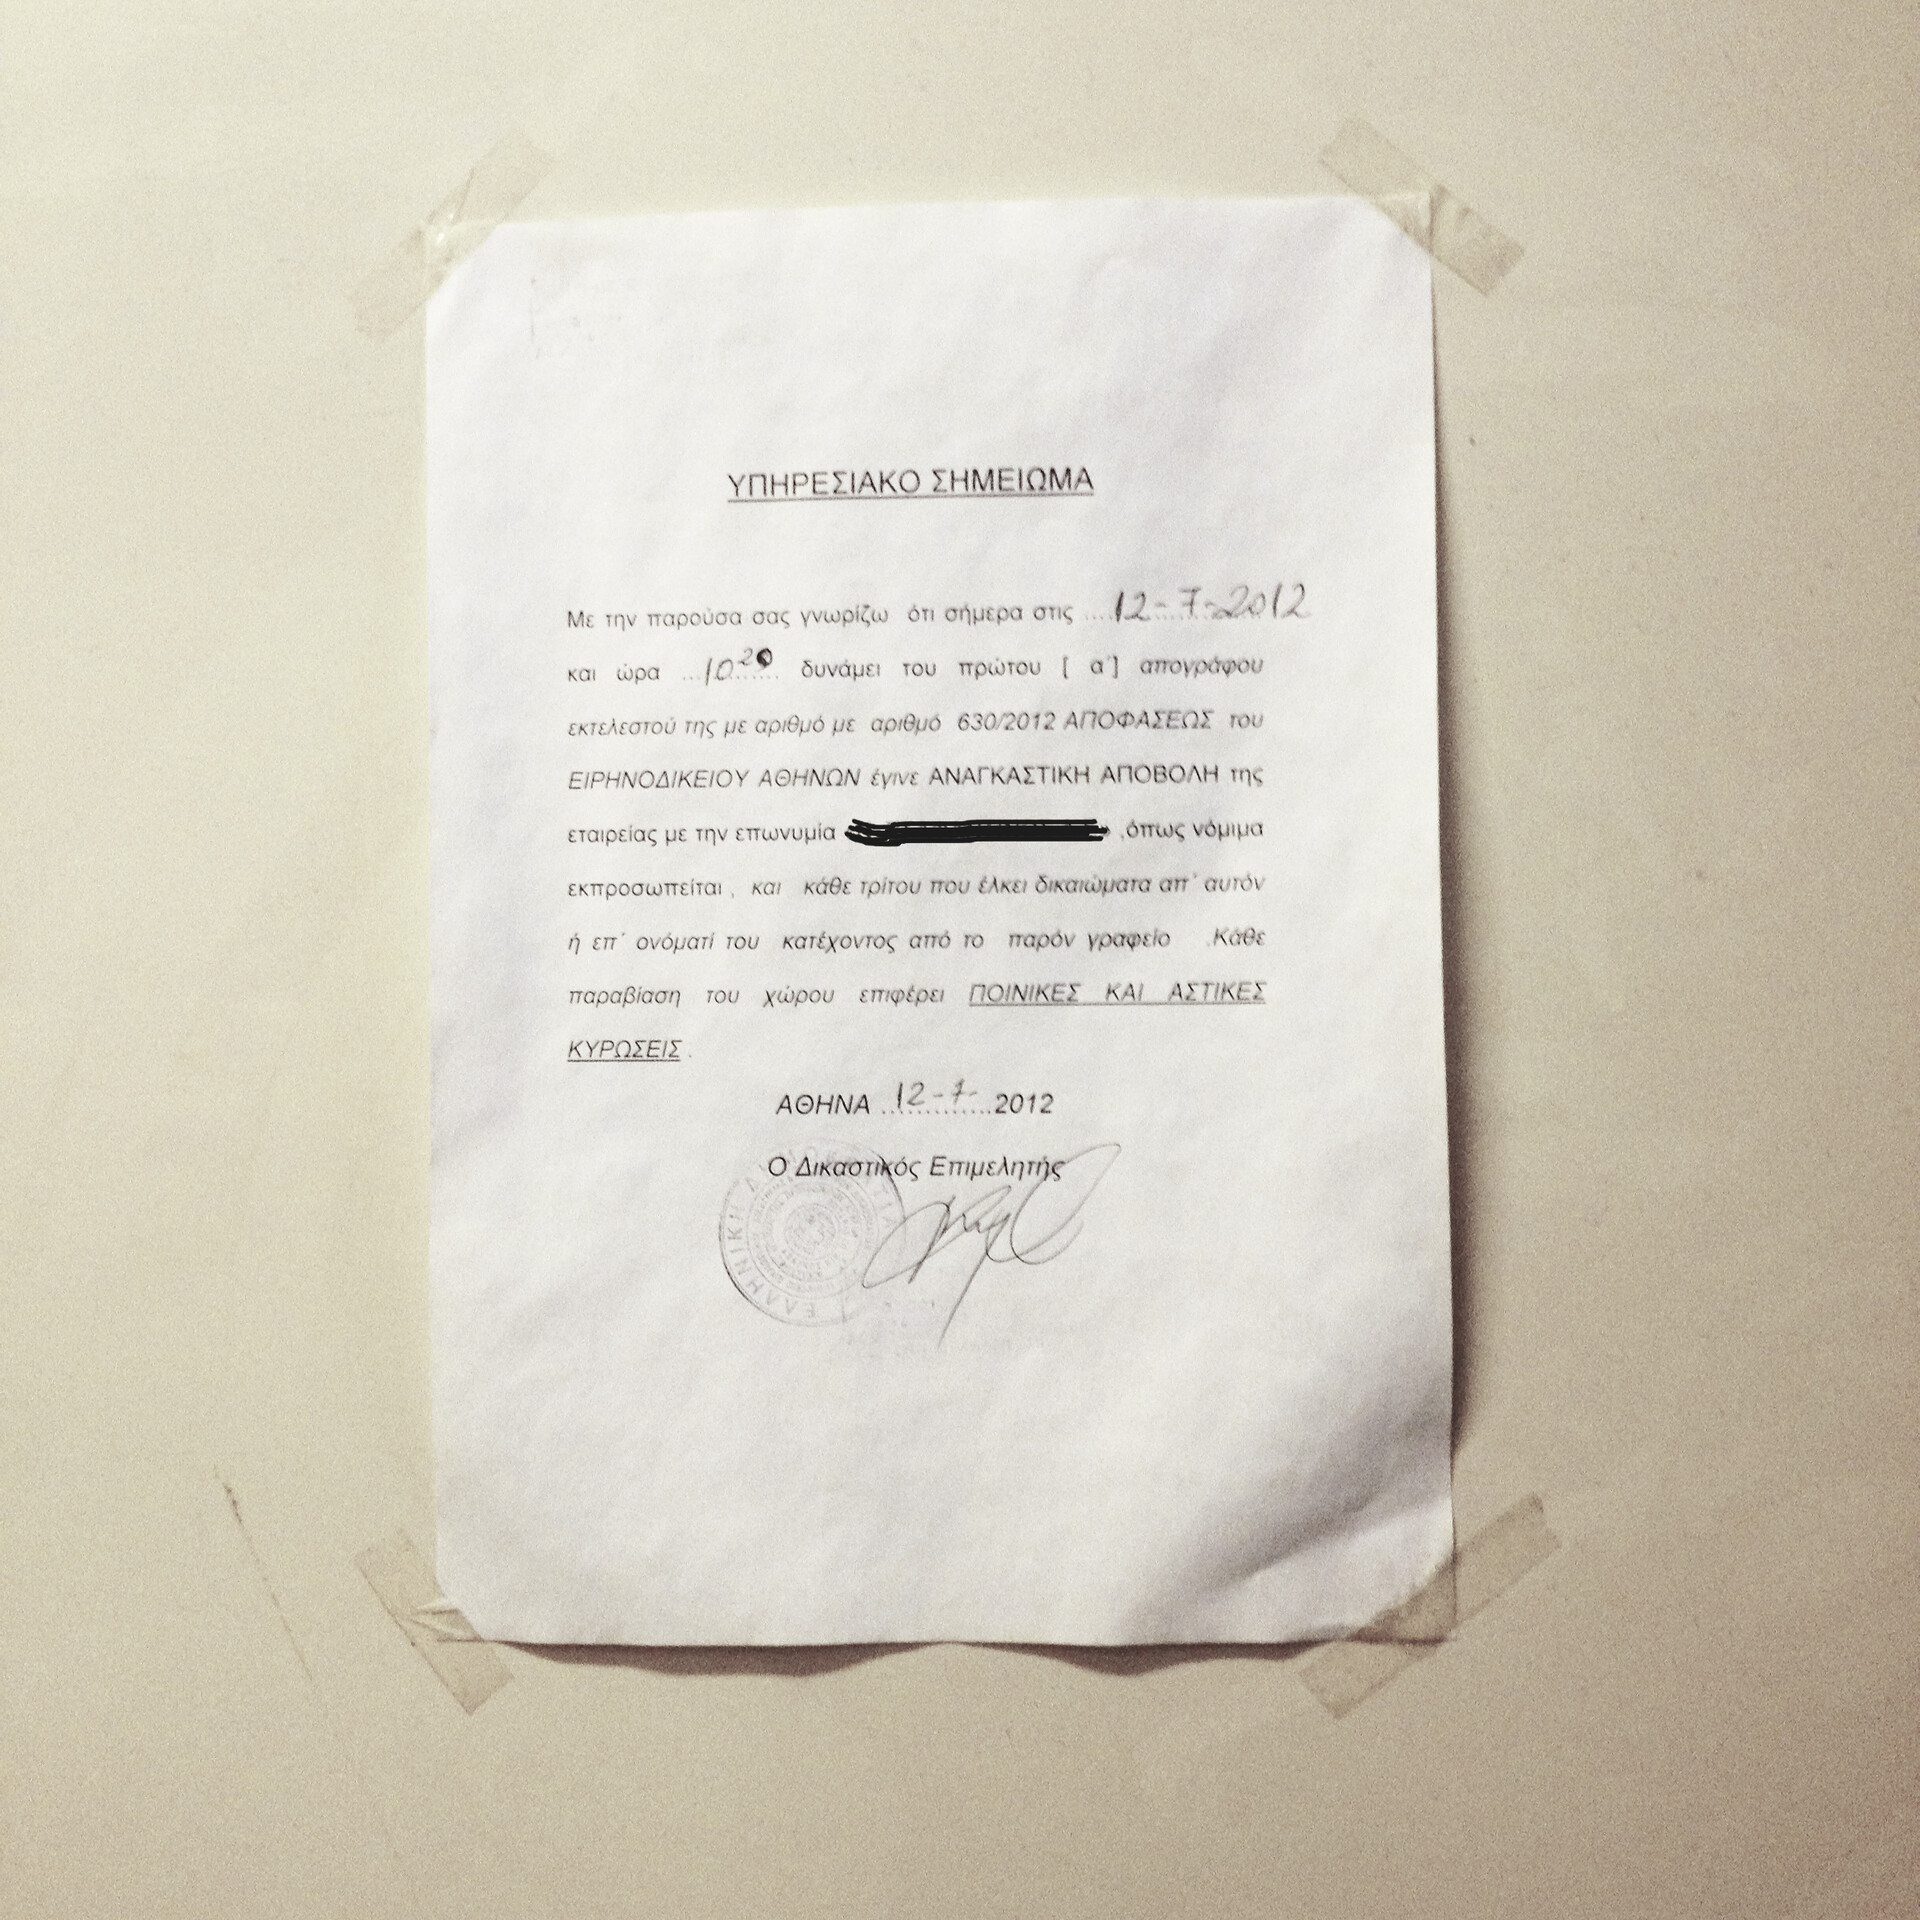 ΥΠΗΡΕΣΙΑΚΟ ΣΗΜΕΙΩΜΑ
Με την παρούσα σας γνωρίζω ότι σήμερα στις ...12-7-2012
και ώρα ...10²⁰...... δυνάμει του πρώτου [ α΄] απογράφου
εκτελεστού της με αριθμό με αριθμό 630/2012 ΑΠΟΦΑΣΕΩΣ του
ΕΙΡΗΝΟΔΙΚΕΙΟΥ ΑΘΗΝΩΝ έγινε ΑΝΑΓΚΑΣΤΙΚΗ ΑΠΟΒΟΛΗ της
εταιρείας με την επωνυμία ,όπως νόμιμα
εκπροσωπείται , και κάθε τρίτου που έλκει δικαιώματα απ΄ αυτόν
ή επ΄ ονόματί του κατέχοντος από το παρόν γραφείο .Κάθε
παραβίαση του χώρου επιφέρει ΠΟΙΝΙΚΕΣ ΚΑΙ ΑΣΤΙΚΕΣ
ΚΥΡΩΣΕΙΣ .
ΑΘΗΝΑ ..12-7-..2012
Ο Δικαστικός Επιμελητής
ΕΛΛΗΝΙΚΗ